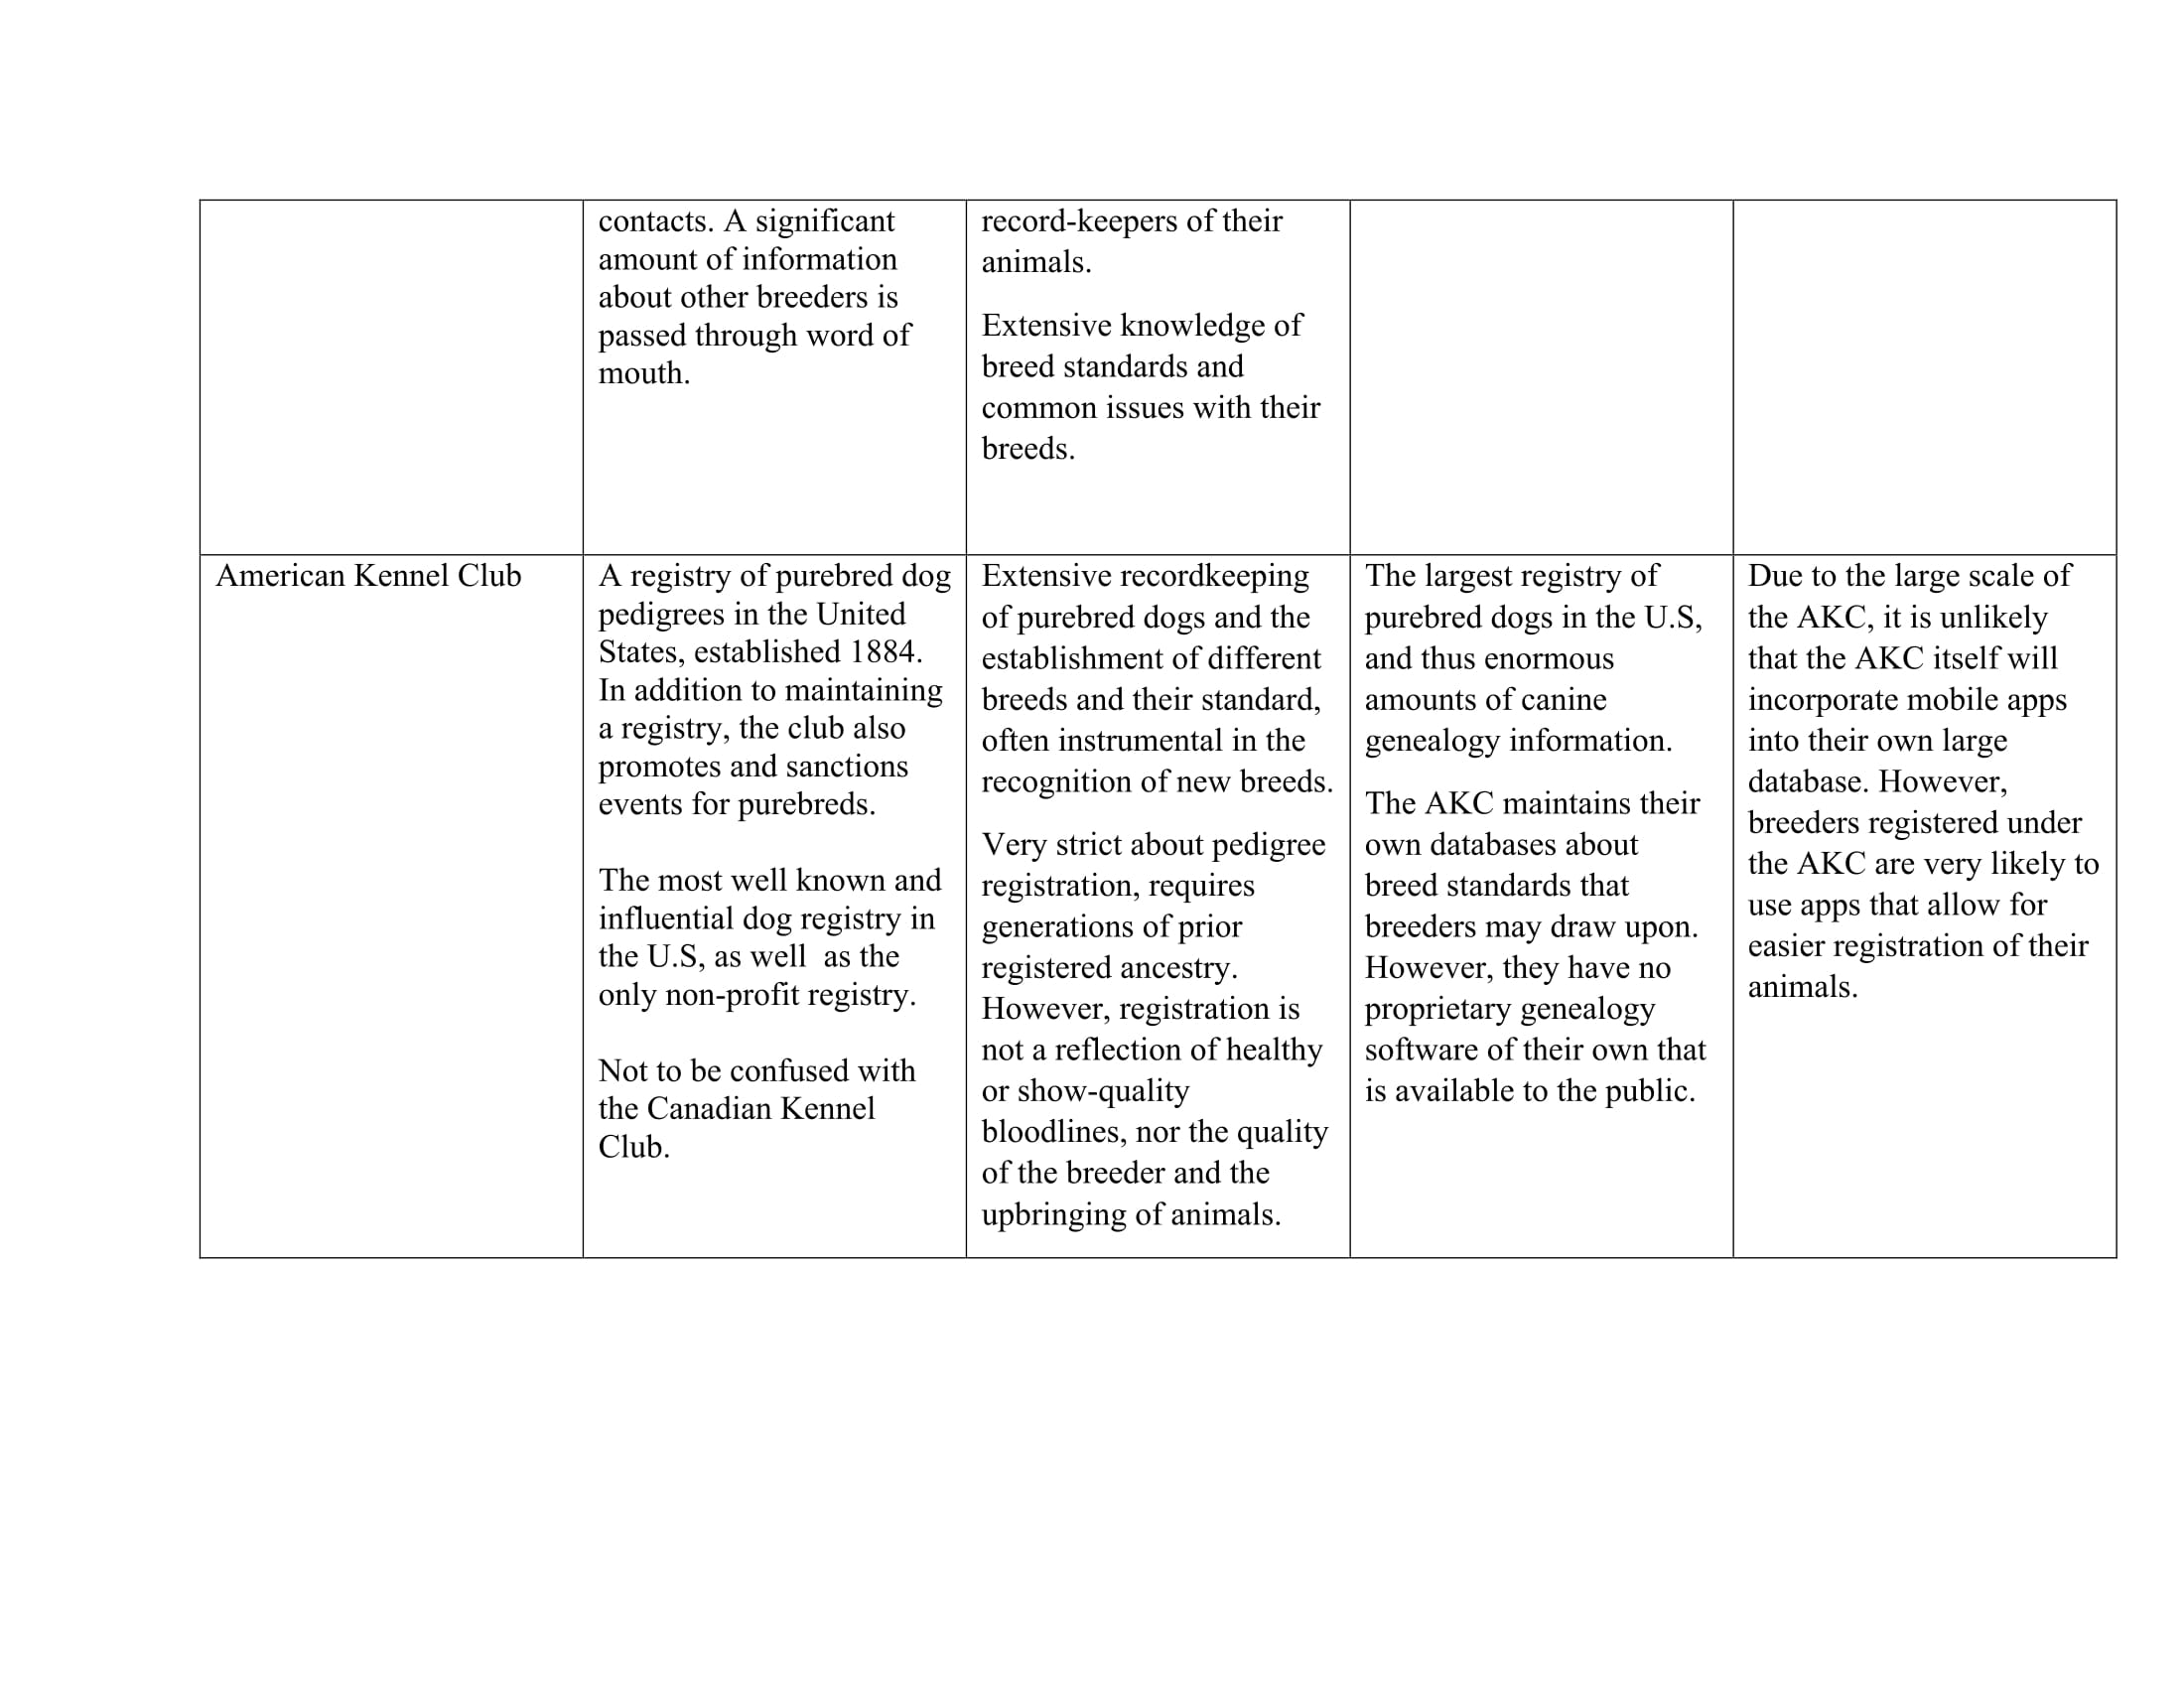 contacts. A significant
amount of information
about other breeders is
passed through word of
mouth.
record-keepers of their
animals.
Extensive knowledge of
breed standards and
common issues with their
breeds.
American Kennel Club
A registry of purebred dog
pedigrees in the United
States, established 1884.
In addition to maintaining
a registry, the club also
promotes and sanctions
events for purebreds.
The most well known and
influential dog registry in
the U.S, as well  as the
only non-profit registry.
Not to be confused with
the Canadian Kennel
Club.
Extensive recordkeeping
of purebred dogs and the
establishment of different
breeds and their standard,
often instrumental in the
recognition of new breeds.
Very strict about pedigree
registration, requires
generations of prior
registered ancestry.
However, registration is
not a reflection of healthy
or show-quality
bloodlines, nor the quality
of the breeder and the
upbringing of animals.
The largest registry of
purebred dogs in the U.S,
and thus enormous
amounts of canine
genealogy information.
The AKC maintains their
own databases about
breed standards that
breeders may draw upon.
However, they have no
proprietary genealogy
software of their own that
is available to the public.
Due to the large scale of
the AKC, it is unlikely
that the AKC itself will
incorporate mobile apps
into their own large
database. However,
breeders registered under
the AKC are very likely to
use apps that allow for
easier registration of their
animals.